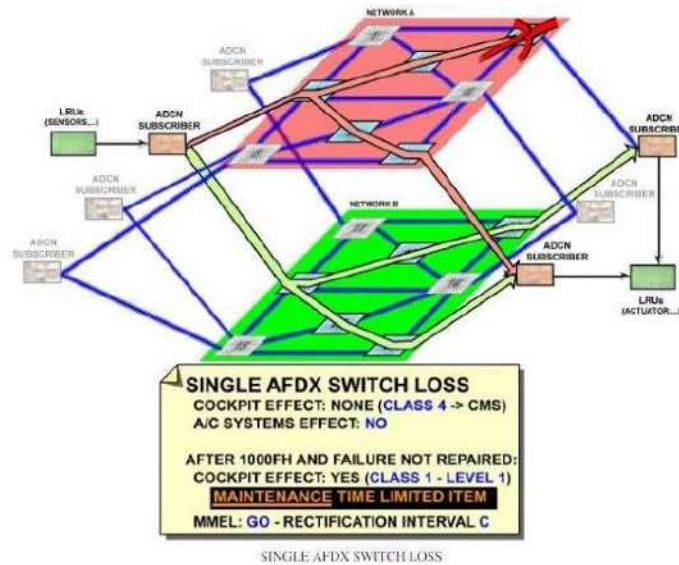 NETWORK A
ADCN
SUBSCRIBER
LRUs
(SENSORS,..)
ADCN
SUBSCRIBER
ADCN
SUBSCRIBER
ADCN
SUBSCRIBER
NETWORK B
ADCN
SUBSCRIBER
ADCN
SUBSCRIBER
ADCN
SUBSCRIBER
LRUs
(ACTUATOR...)
SINGLE AFDX SWITCH LOSS
COCKPIT EFFECT: NONE (CLASS 4 -> CMS)
A/C SYSTEMS EFFECT: NO
AFTER 1000FH AND FAILURE NOT REPAIRED:
COCKPIT EFFECT: YES (CLASS 1 - LEVEL 1)
MAINTENANCE TIME LIMITED ITEM
MMEL: GO - RECTIFICATION INTERVAL C
SINGLE AFDX SWITCH LOSS